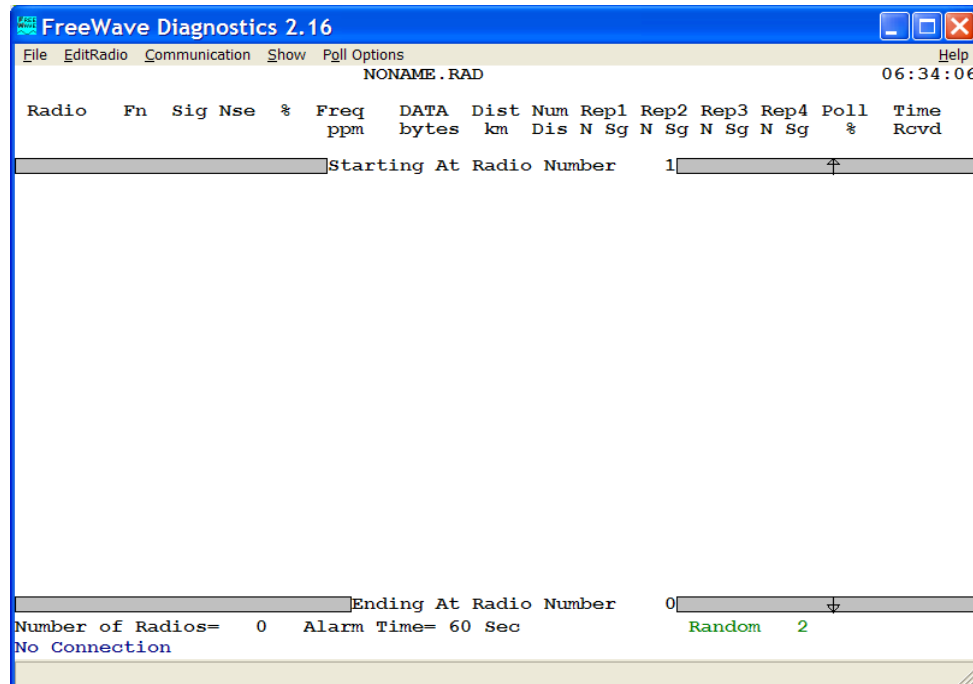 FreeWave Diagnostics 2.16
File EditRadio Communication Show Poll Options Help
NONAME.RAD 06:34:06
Radio Fn Sig Nse % Freq DATA Dist Num Rep1 Rep2 Rep3 Rep4 Poll Time
ppm bytes km Dis N Sg N Sg N Sg N Sg % Rcvd
Starting At Radio Number 1
Ending At Radio Number 0
Number of Radios= 0 Alarm Time= 60 Sec Random 2
No Connection